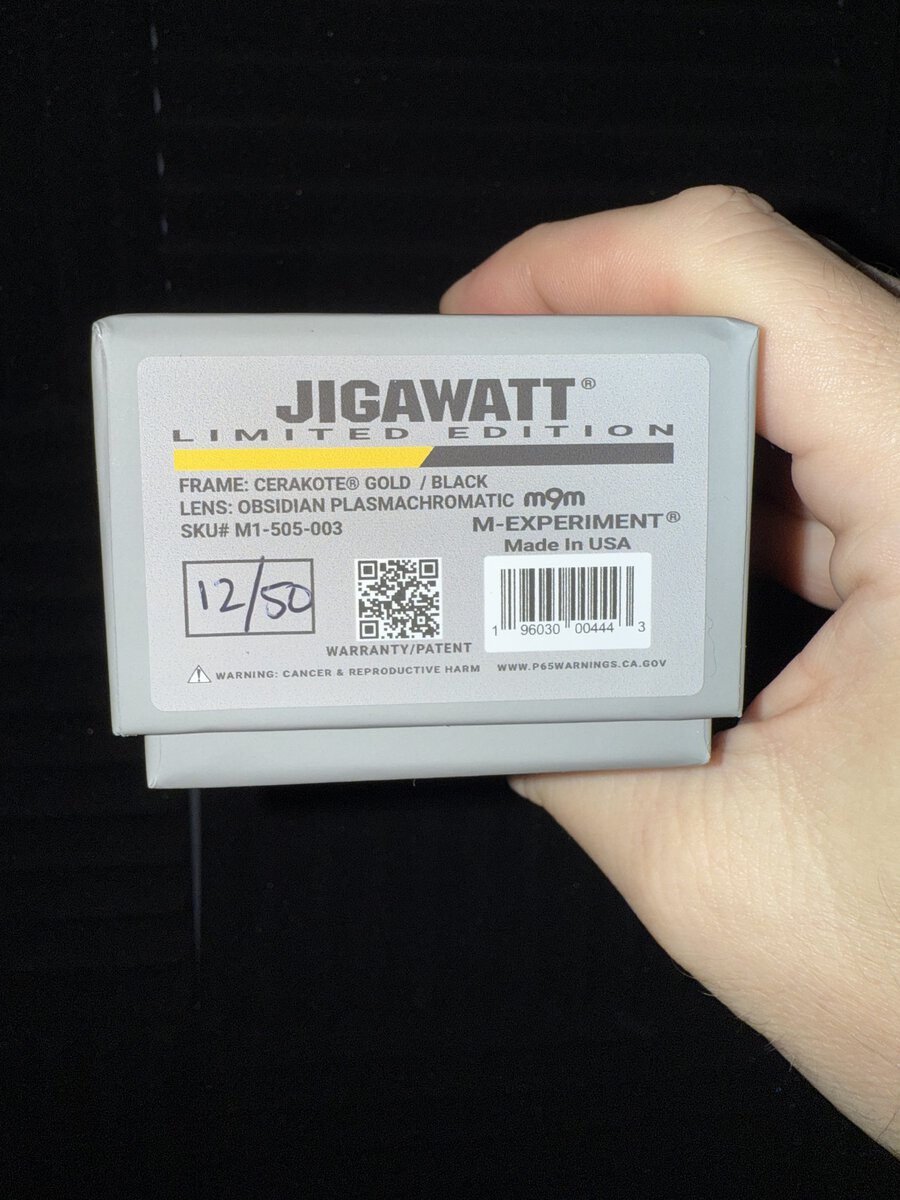 JIGAWATT®
LIMITED EDITION
FRAME: CERAKOTE® GOLD / BLACK
LENS: OBSIDIAN PLASMACHROMATIC m9m
SKU# M1-505-003
M-EXPERIMENT®
Made In USA
12/50
1 96030 00444 3
WARRANTY/PATENT
WARNING: CANCER & REPRODUCTIVE HARM WWW.P65WARNINGS.CA.GOV